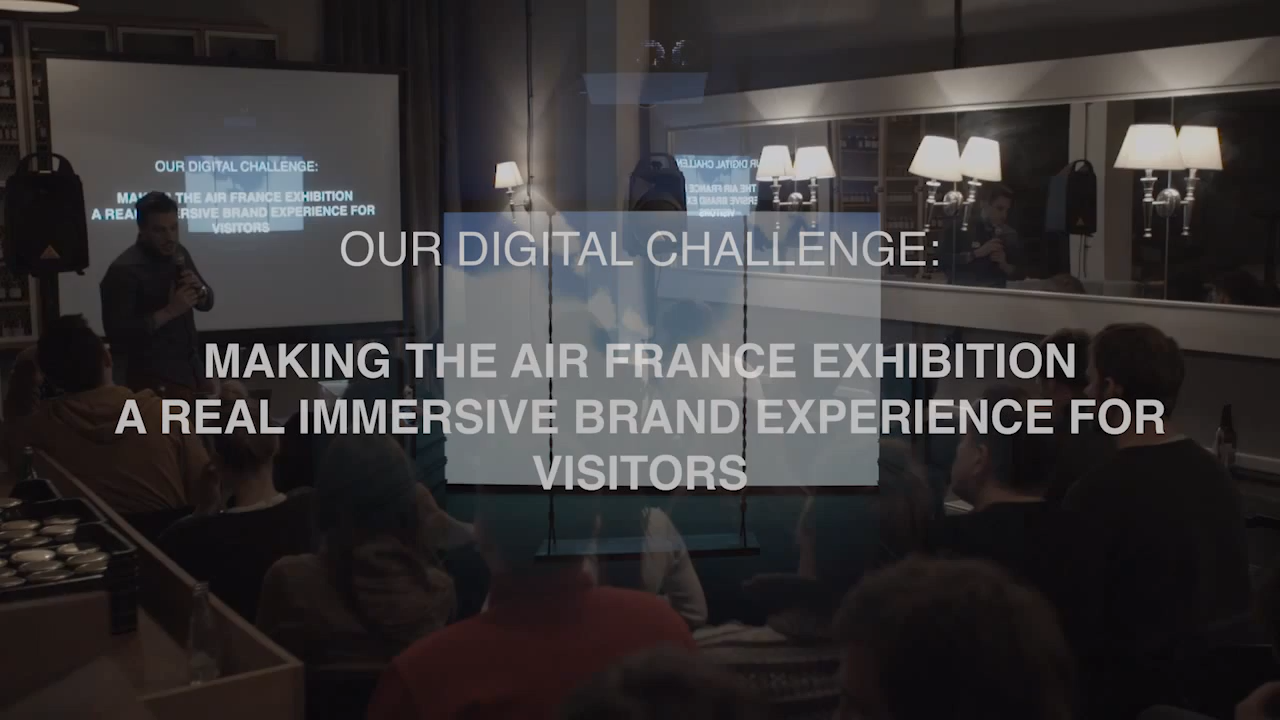 OUR DIGITAL CHALLENGE:
MAKING THE AIR FRANCE EXHIBITION
A REAL IMMERSIVE BRAND EXPERIENCE FOR
VISITORS
OUR DIGITAL CHALLENGE:
MAKING THE AIR FRANCE EXHIBITION
A REAL IMMERSIVE BRAND EXPERIENCE FOR
VISITORS